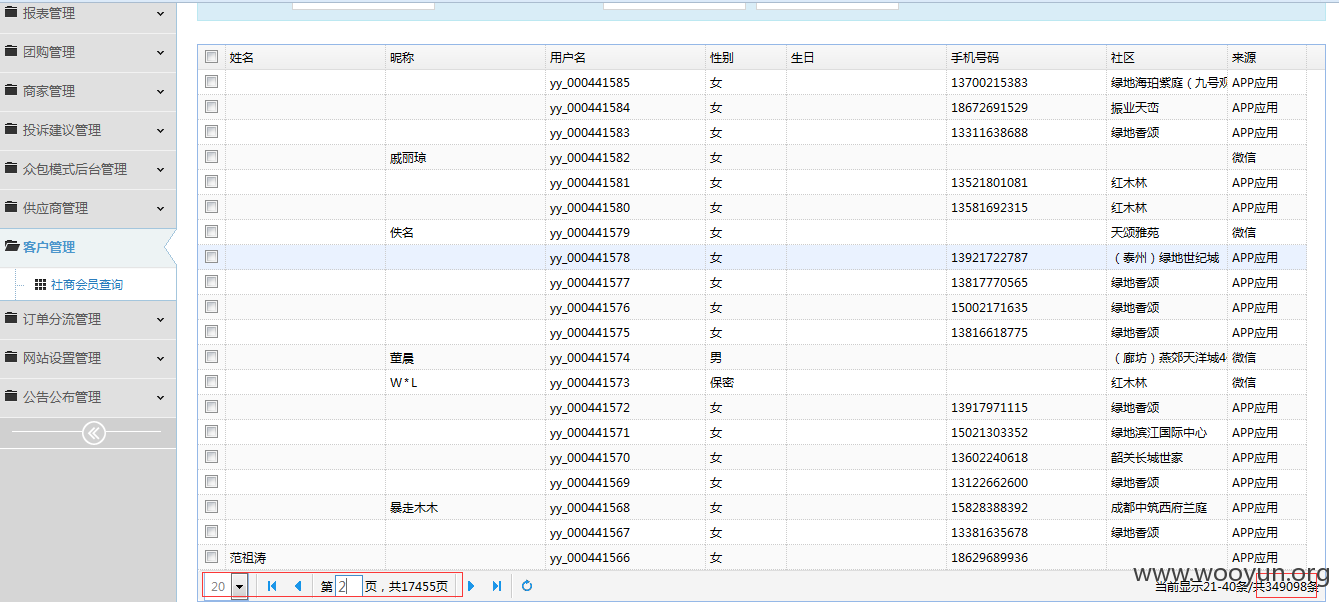 报表管理
团购管理
商家管理
投诉建议管理
众包模式后台管理
供应商管理
客户管理
社商会员查询
订单分流管理
网站设置管理
公告公布管理
姓名 昵称 用户名 性别 生日 手机号码 社区 来源
yy_000441585 女 13700215383 绿地海珀紫庭（九号观 APP应用
yy_000441584 女 18672691529 振业天峦 APP应用
yy_000441583 女 13311638688 绿地香颂 APP应用
戚丽琼 yy_000441582 女 微信
yy_000441581 女 13521801081 红木林 APP应用
yy_000441580 女 13581692315 红木林 APP应用
佚名 yy_000441579 女 天颂雅苑 微信
yy_000441578 女 13921722787 （泰州）绿地世纪城 APP应用
yy_000441577 女 13817770565 绿地香颂 APP应用
yy_000441576 女 15002171635 绿地香颂 APP应用
yy_000441575 女 13816618775 绿地香颂 APP应用
董晨 yy_000441574 男 （廊坊）燕郊天洋城4 微信
W*L yy_000441573 保密 红木林 微信
yy_000441572 女 13917971115 绿地香颂 APP应用
yy_000441571 女 15021303352 绿地滨江国际中心 APP应用
yy_000441570 女 13602240618 韶关长城世家 APP应用
yy_000441569 女 13122662600 绿地香颂 APP应用
暴走木木 yy_000441568 女 15828388392 成都中筑西府兰庭 APP应用
yy_000441567 女 13381635678 绿地香颂 APP应用
范祖涛 yy_000441566 女 18629689936 APP应用
20 第 2 页，共17455页 当前显示21-40条/共349098条
www.wooyun.org